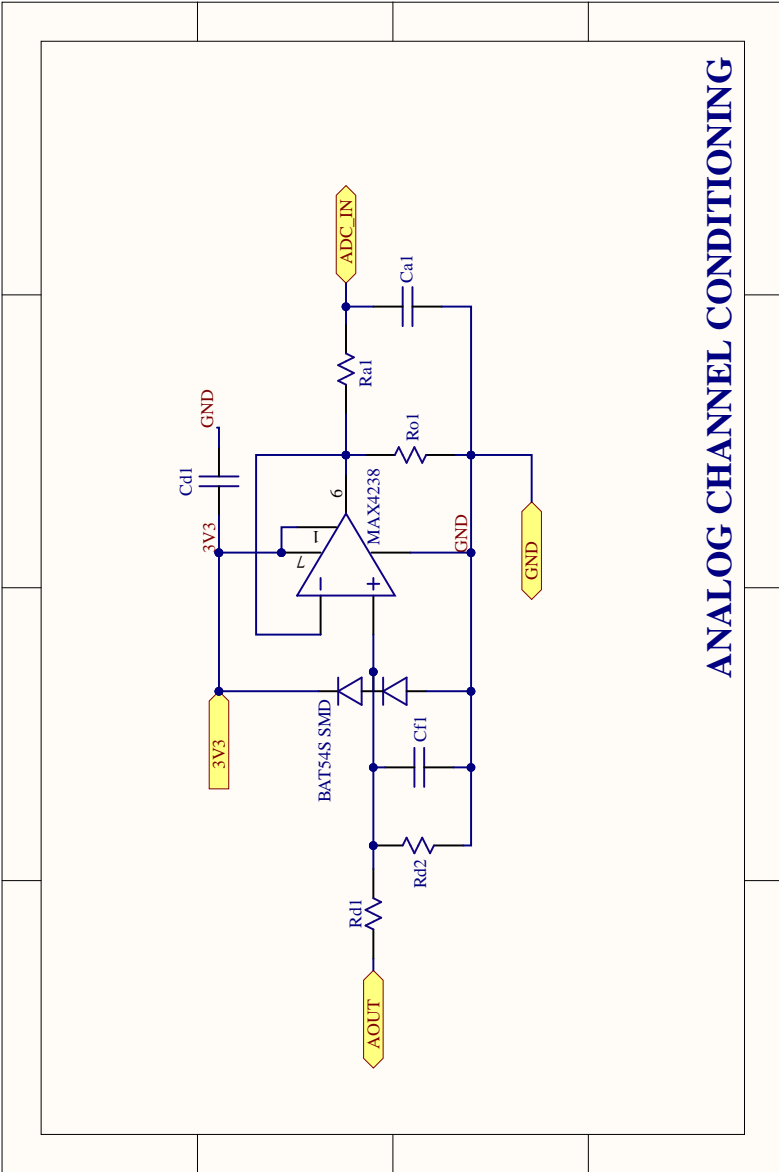 3V3
3V3
Cd1
GND
AOUT
Rd1
Rd2
Cf1
BAT54S SMD
7
1
6
MAX4238
GND
Ro1
Ra1
Ca1
ADC_IN
GND
ANALOG CHANNEL CONDITIONING